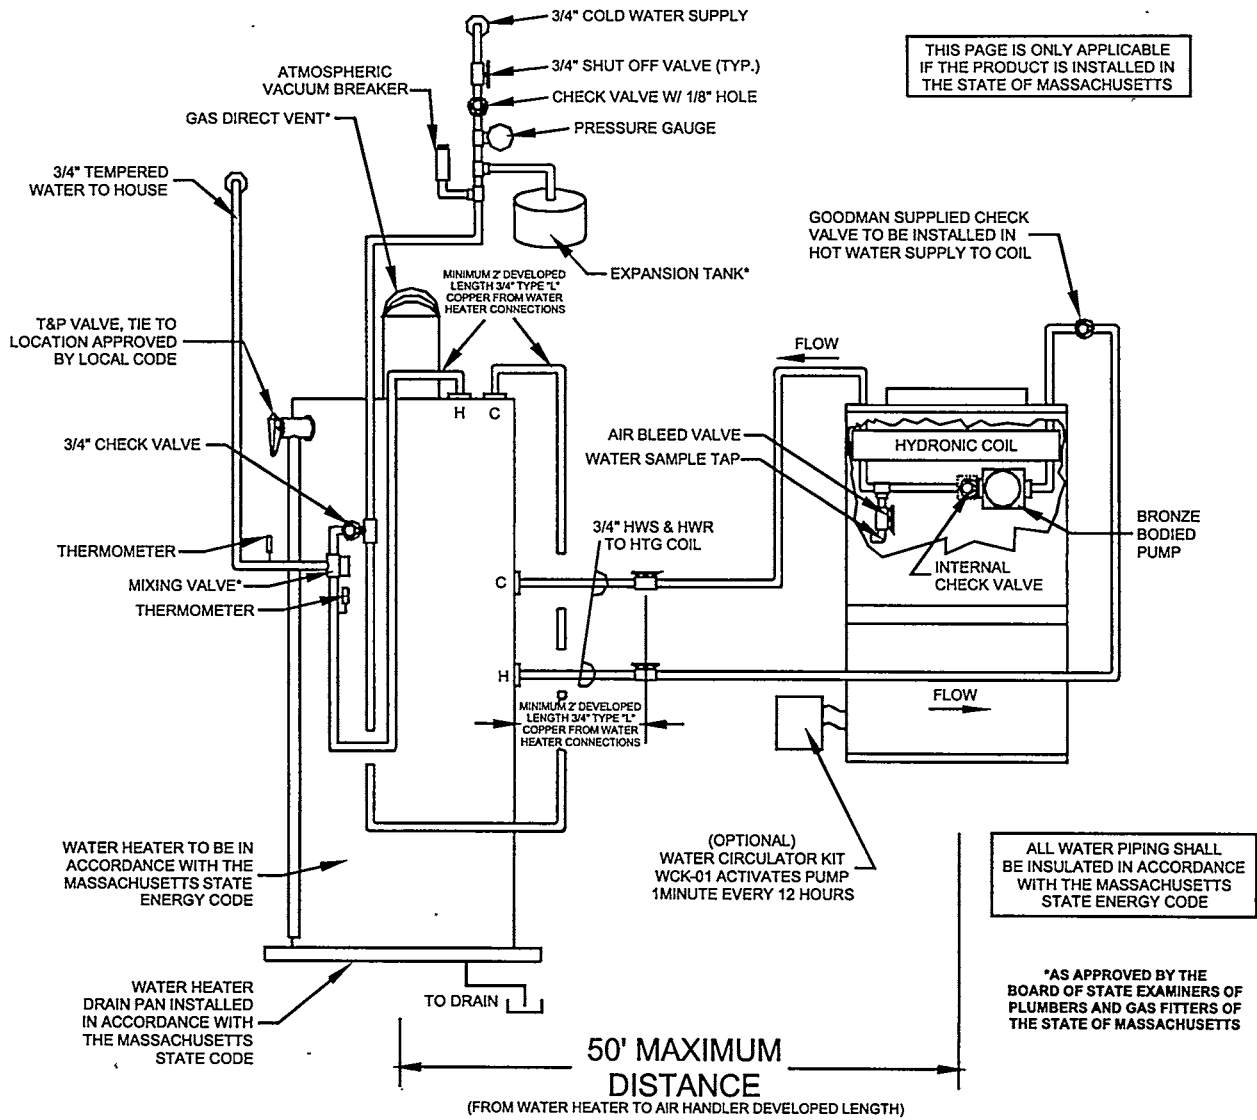 3/4" COLD WATER SUPPLY
THIS PAGE IS ONLY APPLICABLE
IF THE PRODUCT IS INSTALLED IN
THE STATE OF MASSACHUSETTS
3/4" SHUT OFF VALVE (TYP.)
ATMOSPHERIC
VACUUM BREAKER
CHECK VALVE W/ 1/8" HOLE
GAS DIRECT VENT*
PRESSURE GAUGE
3/4" TEMPERED
WATER TO HOUSE
GOODMAN SUPPLIED CHECK
VALVE TO BE INSTALLED IN
HOT WATER SUPPLY TO COIL
EXPANSION TANK*
MINIMUM 2' DEVELOPED
LENGTH 3/4" TYPE "L"
COPPER FROM WATER
HEATER CONNECTIONS
T&P VALVE, TIE TO
LOCATION APPROVED
BY LOCAL CODE
FLOW
H
C
3/4" CHECK VALVE
AIR BLEED VALVE
WATER SAMPLE TAP
HYDRONIC COIL
3/4" HWS & HWR
TO HTG COIL
BRONZE
BODIED
PUMP
THERMOMETER
MIXING VALVE*
THERMOMETER
INTERNAL
CHECK VALVE
C
H
FLOW
MINIMUM 2' DEVELOPED
LENGTH 3/4" TYPE "L"
COPPER FROM WATER
HEATER CONNECTIONS
(OPTIONAL)
WATER CIRCULATOR KIT
WCK-01 ACTIVATES PUMP
1MINUTE EVERY 12 HOURS
WATER HEATER TO BE IN
ACCORDANCE WITH THE
MASSACHUSETTS STATE
ENERGY CODE
ALL WATER PIPING SHALL
BE INSULATED IN ACCORDANCE
WITH THE MASSACHUSETTS
STATE ENERGY CODE
WATER HEATER
DRAIN PAN INSTALLED
IN ACCORDANCE WITH
THE MASSACHUSETTS
STATE CODE
TO DRAIN
*AS APPROVED BY THE
BOARD OF STATE EXAMINERS OF
PLUMBERS AND GAS FITTERS OF
THE STATE OF MASSACHUSETTS
50' MAXIMUM
DISTANCE
(FROM WATER HEATER TO AIR HANDLER DEVELOPED LENGTH)